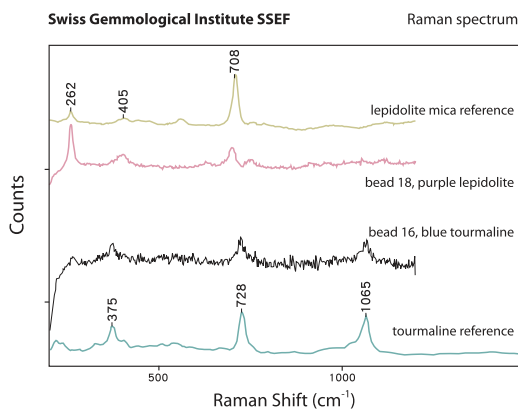 Swiss Gemmological Institute SSEF
Raman spectrum
708
262
405
lepidolite mica reference
bead 18, purple lepidolite
Counts
bead 16, blue tourmaline
375
728
1065
tourmaline reference
500
1000
Raman Shift (cm⁻¹)